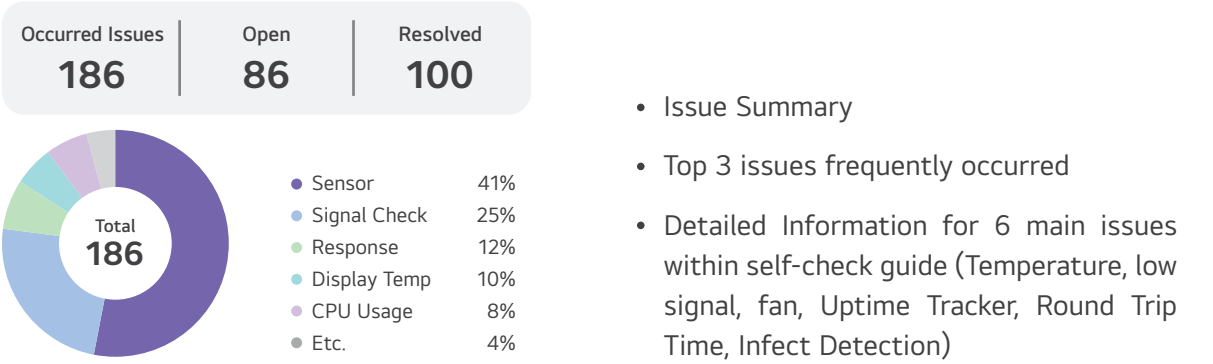 Occurred Issues
186
Open
86
Resolved
100
Total
186
Sensor 41%
Signal Check 25%
Response 12%
Display Temp 10%
CPU Usage 8%
Etc. 4%
• Issue Summary
• Top 3 issues frequently occurred
• Detailed Information for 6 main issues
within self-check guide (Temperature, low
signal, fan, Uptime Tracker, Round Trip
Time, Infect Detection)